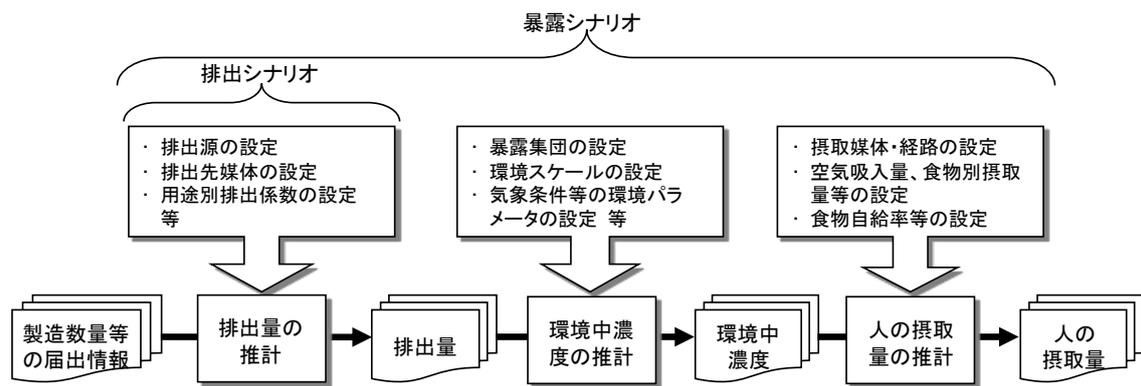 暴露シナリオ
排出シナリオ
・ 排出源の設定
・ 排出先媒体の設定
・ 用途別排出係数の設定
等
・ 暴露集団の設定
・ 環境スケールの設定
・ 気象条件等の環境パラ
メータの設定 等
・ 摂取媒体・経路の設定
・ 空気吸入量、食物別摂取
量等の設定
・ 食物自給率等の設定
製造数量等
の届出情報
排出量の
推計
排出量
環境中濃
度の推計
環境中
濃度
人の摂取
量の推計
人の
摂取量